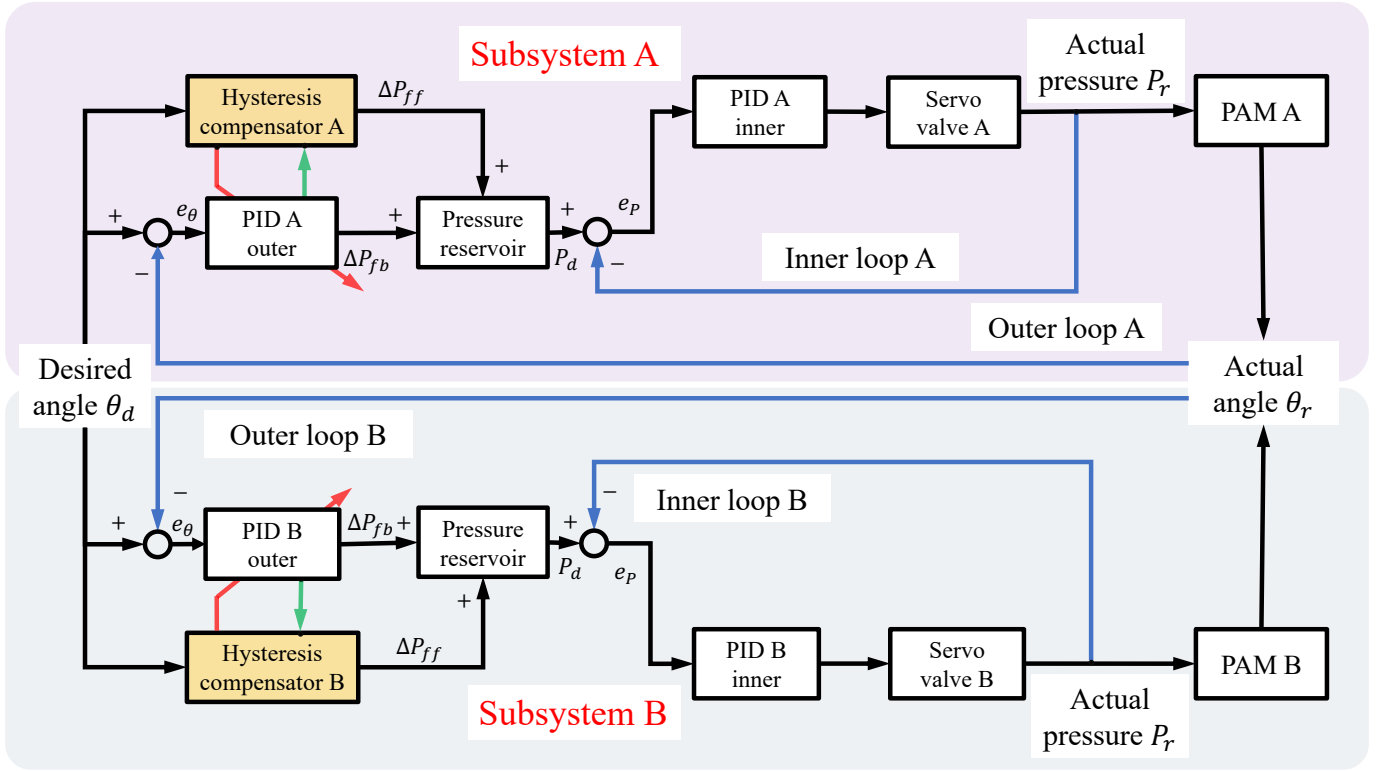 Subsystem A
Actual
pressure P_r
Hysteresis
compensator A
ΔP_ff
PID A
inner
Servo
valve A
PAM A
+
+
e_θ
PID A
outer
+
Pressure
reservoir
+
e_P
−
ΔP_fb
P_d
−
Inner loop A
Outer loop A
Desired
angle θ_d
Actual
angle θ_r
Outer loop B
−
−
Inner loop B
+
e_θ
PID B
outer
ΔP_fb
+
Pressure
reservoir
+
P_d
e_P
+
Hysteresis
compensator B
ΔP_ff
PID B
inner
Servo
valve B
PAM B
Subsystem B
Actual
pressure P_r